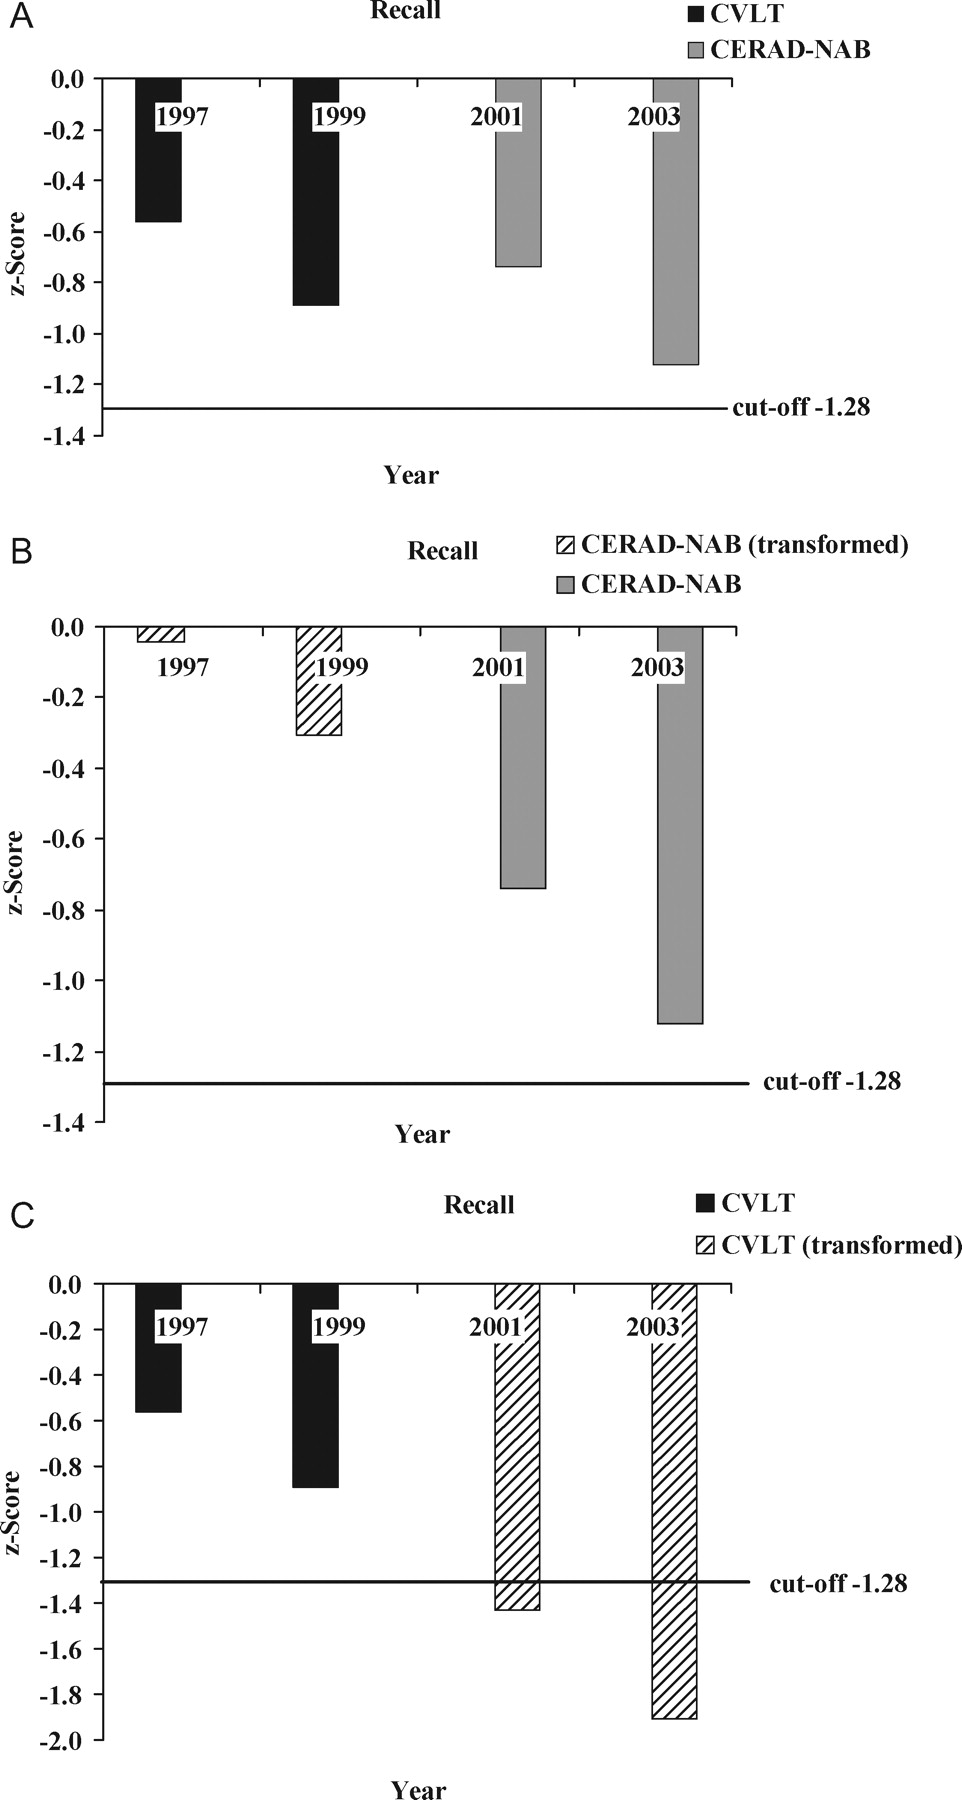 A
Recall
CVLT
CERAD-NAB
0.0
-0.2
-0.4
-0.6
-0.8
-1.0
-1.2
-1.4
z-Score
1997
1999
2001
2003
cut-off -1.28
Year
B
Recall
CERAD-NAB (transformed)
CERAD-NAB
0.0
-0.2
-0.4
-0.6
-0.8
-1.0
-1.2
-1.4
z-Score
1997
1999
2001
2003
cut-off -1.28
Year
C
Recall
CVLT
CVLT (transformed)
0.0
-0.2
-0.4
-0.6
-0.8
-1.0
-1.2
-1.4
-1.6
-1.8
-2.0
z-Score
1997
1999
2001
2003
cut-off -1.28
Year